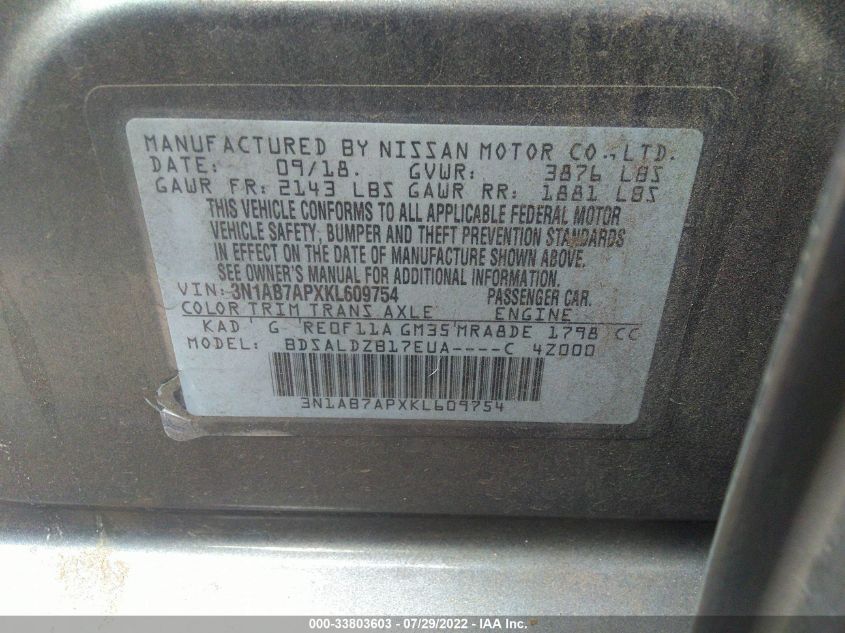 MANUFACTURED BY NISSAN MOTOR CO., LTD.
DATE: 09/18. GVWR: 3876 LBS
GAWR FR: 2143 LBS GAWR RR: 1881 LBS
THIS VEHICLE CONFORMS TO ALL APPLICABLE FEDERAL MOTOR
VEHICLE SAFETY, BUMPER AND THEFT PREVENTION STANDARDS
IN EFFECT ON THE DATE OF MANUFACTURE SHOWN ABOVE.
SEE OWNER'S MANUAL FOR ADDITIONAL INFORMATION.
VIN: 3N1AB7APXKL609754 PASSENGER CAR.
COLOR TRIM TRANS AXLE ENGINE
KAD G RE0F11A GM35 MRA8DE 1798 CC
MODEL: BDSALDZB17EUA----C 4Z000
3N1AB7APXKL609754
000-33803603 - 07/29/2022 - IAAI.com